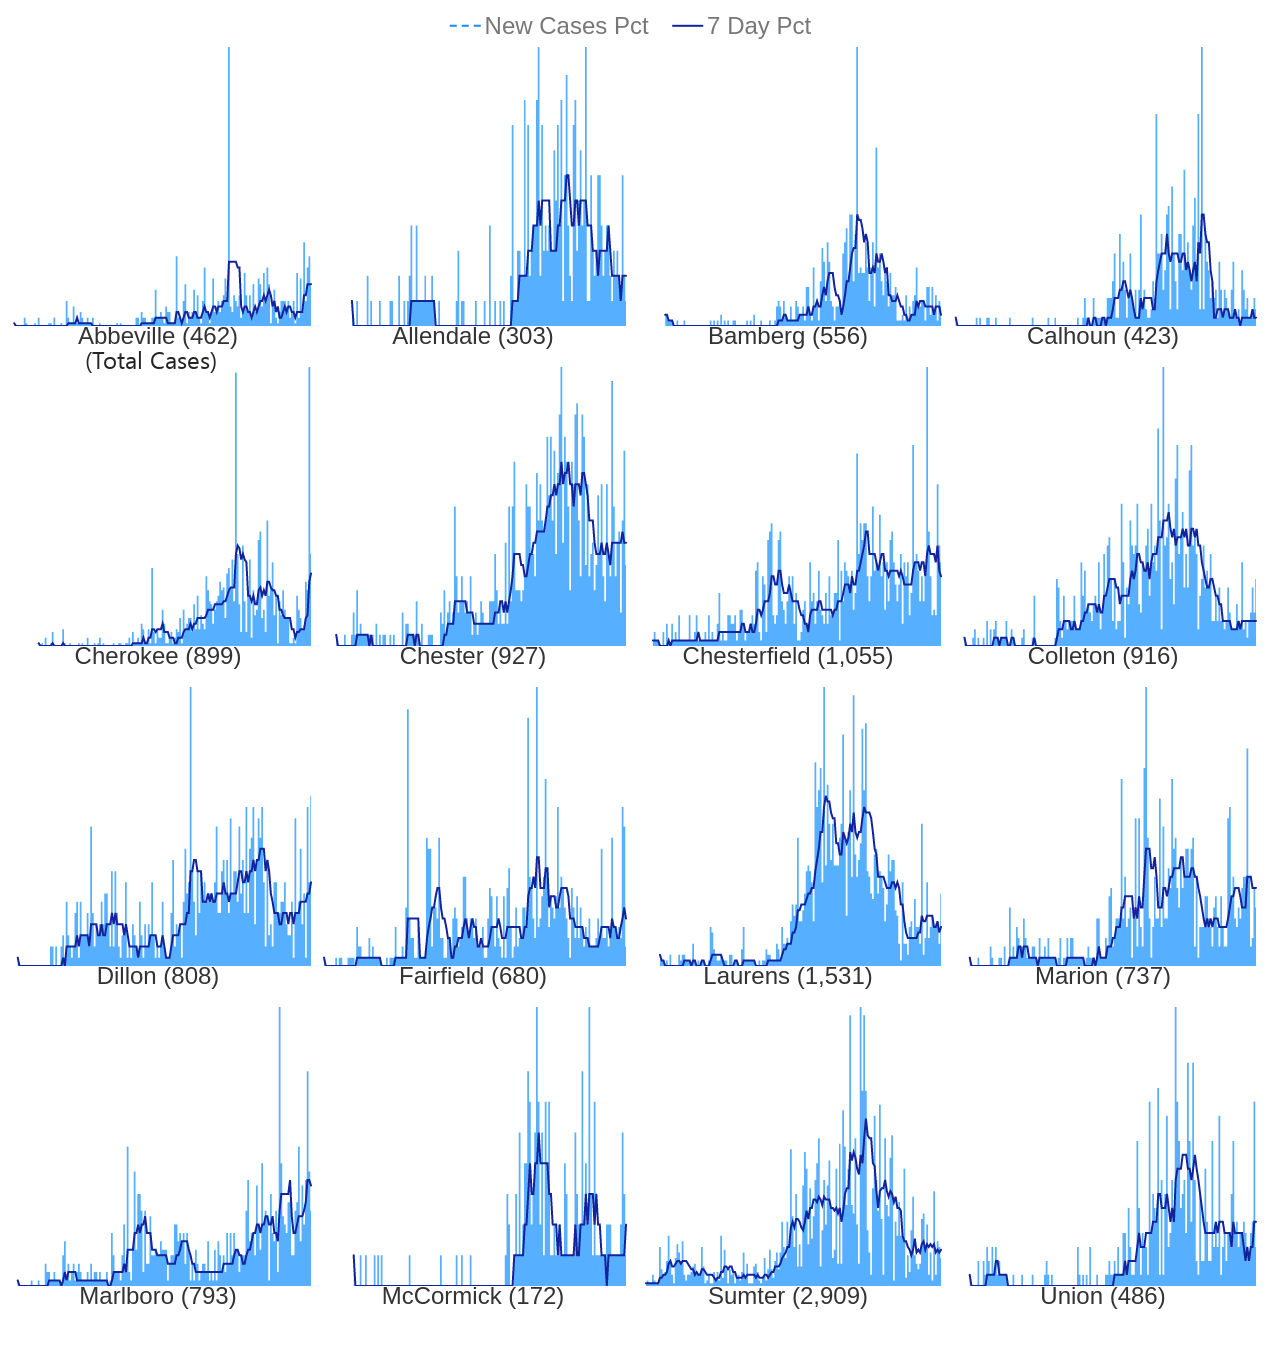 New Cases Pct 7 Day Pct
Abbeville (462) Allendale (303) Bamberg (556) Calhoun (423)
(Total Cases)
Cherokee (899) Chester (927) Chesterfield (1,055) Colleton (916)
Dillon (808) Fairfield (680) Laurens (1,531) Marion (737)
Marlboro (793) McCormick (172) Sumter (2,909) Union (486)